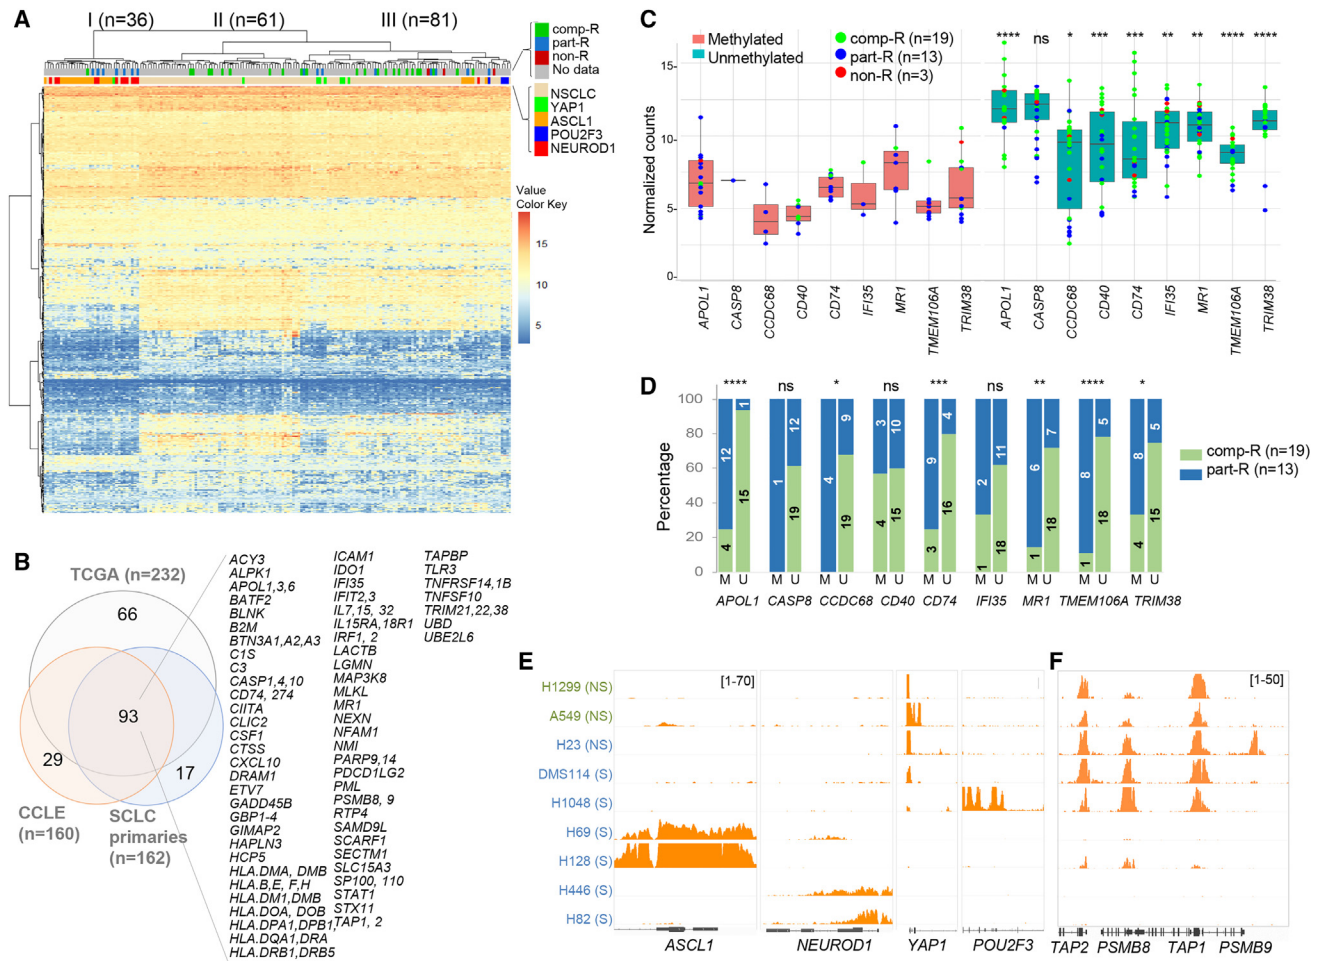 A
I (n=36)
II (n=61)
III (n=81)
comp-R
part-R
non-R
No data
NSCLC
YAP1
ASCL1
POU2F3
NEUROD1
Value
Color Key
15
10
5
B
TCGA (n=232)
66
93
29
17
CCLE
(n=160)
SCLC
primaries
(n=162)
ACY3
ALPK1
APOL1,3,6
BATF2
BLNK
B2M
BTN3A1,A2,A3
C1S
C3
CASP1,4,10
CD74, 274
CIITA
CLIC2
CSF1
CTSS
CXCL10
DRAM1
ETV7
GADD45B
GBP1-4
GIMAP2
HAPLN3
HCP5
HLA.DMA, DMB
HLA.B,E, F,H
HLA.DM1,DMB
HLA.DOA, DOB
HLA.DPA1,DPB1,
HLA.DQA1,DRA
HLA.DRB1,DRB5
ICAM1
IDO1
IFI35
IFIT2,3
IL7,15, 32
IL15RA,18R1
IRF1, 2
LACTB
LGMN
MAP3K8
MLKL
MR1
NEXN
NFAM1
NMI
PARP9,14
PDCD1LG2
PML
PSMB8, 9
RTP4
SAMD9L
SCARF1
SECTM1
SLC15A3
SP100, 110
STAT1
STX11
TAP1, 2
TAPBP
TLR3
TNFRSF14,1B
TNFSF10
TRIM21,22,38
UBD
UBE2L6
C
Methylated
Unmethylated
comp-R (n=19)
part-R (n=13)
non-R (n=3)
**** ns * *** *** ** ** **** ****
Normalized counts
15
10
5
0
APOL1 CASP8 CCDC68 CD40 CD74 IFI35 MR1 TMEM106A TRIM38
APOL1 CASP8 CCDC68 CD40 CD74 IFI35 MR1 TMEM106A TRIM38
D
**** ns * ns *** ns ** **** *
Percentage
100
80
60
40
20
0
12 1 1 12 4 9 3 10 9 4 2 11 6 7 8 5 8 5
4 15 19 19 4 15 3 16 1 18 1 18 1 18 4 15
M U M U M U M U M U M U M U M U M U
APOL1 CASP8 CCDC68 CD40 CD74 IFI35 MR1 TMEM106A TRIM38
comp-R (n=19)
part-R (n=13)
E
[1-70]
H1299 (NS)
A549 (NS)
H23 (NS)
DMS114 (S)
H1048 (S)
H69 (S)
H128 (S)
H446 (S)
H82 (S)
ASCL1 NEUROD1 YAP1 POU2F3
F
[1-50]
TAP2 PSMB8 TAP1 PSMB9